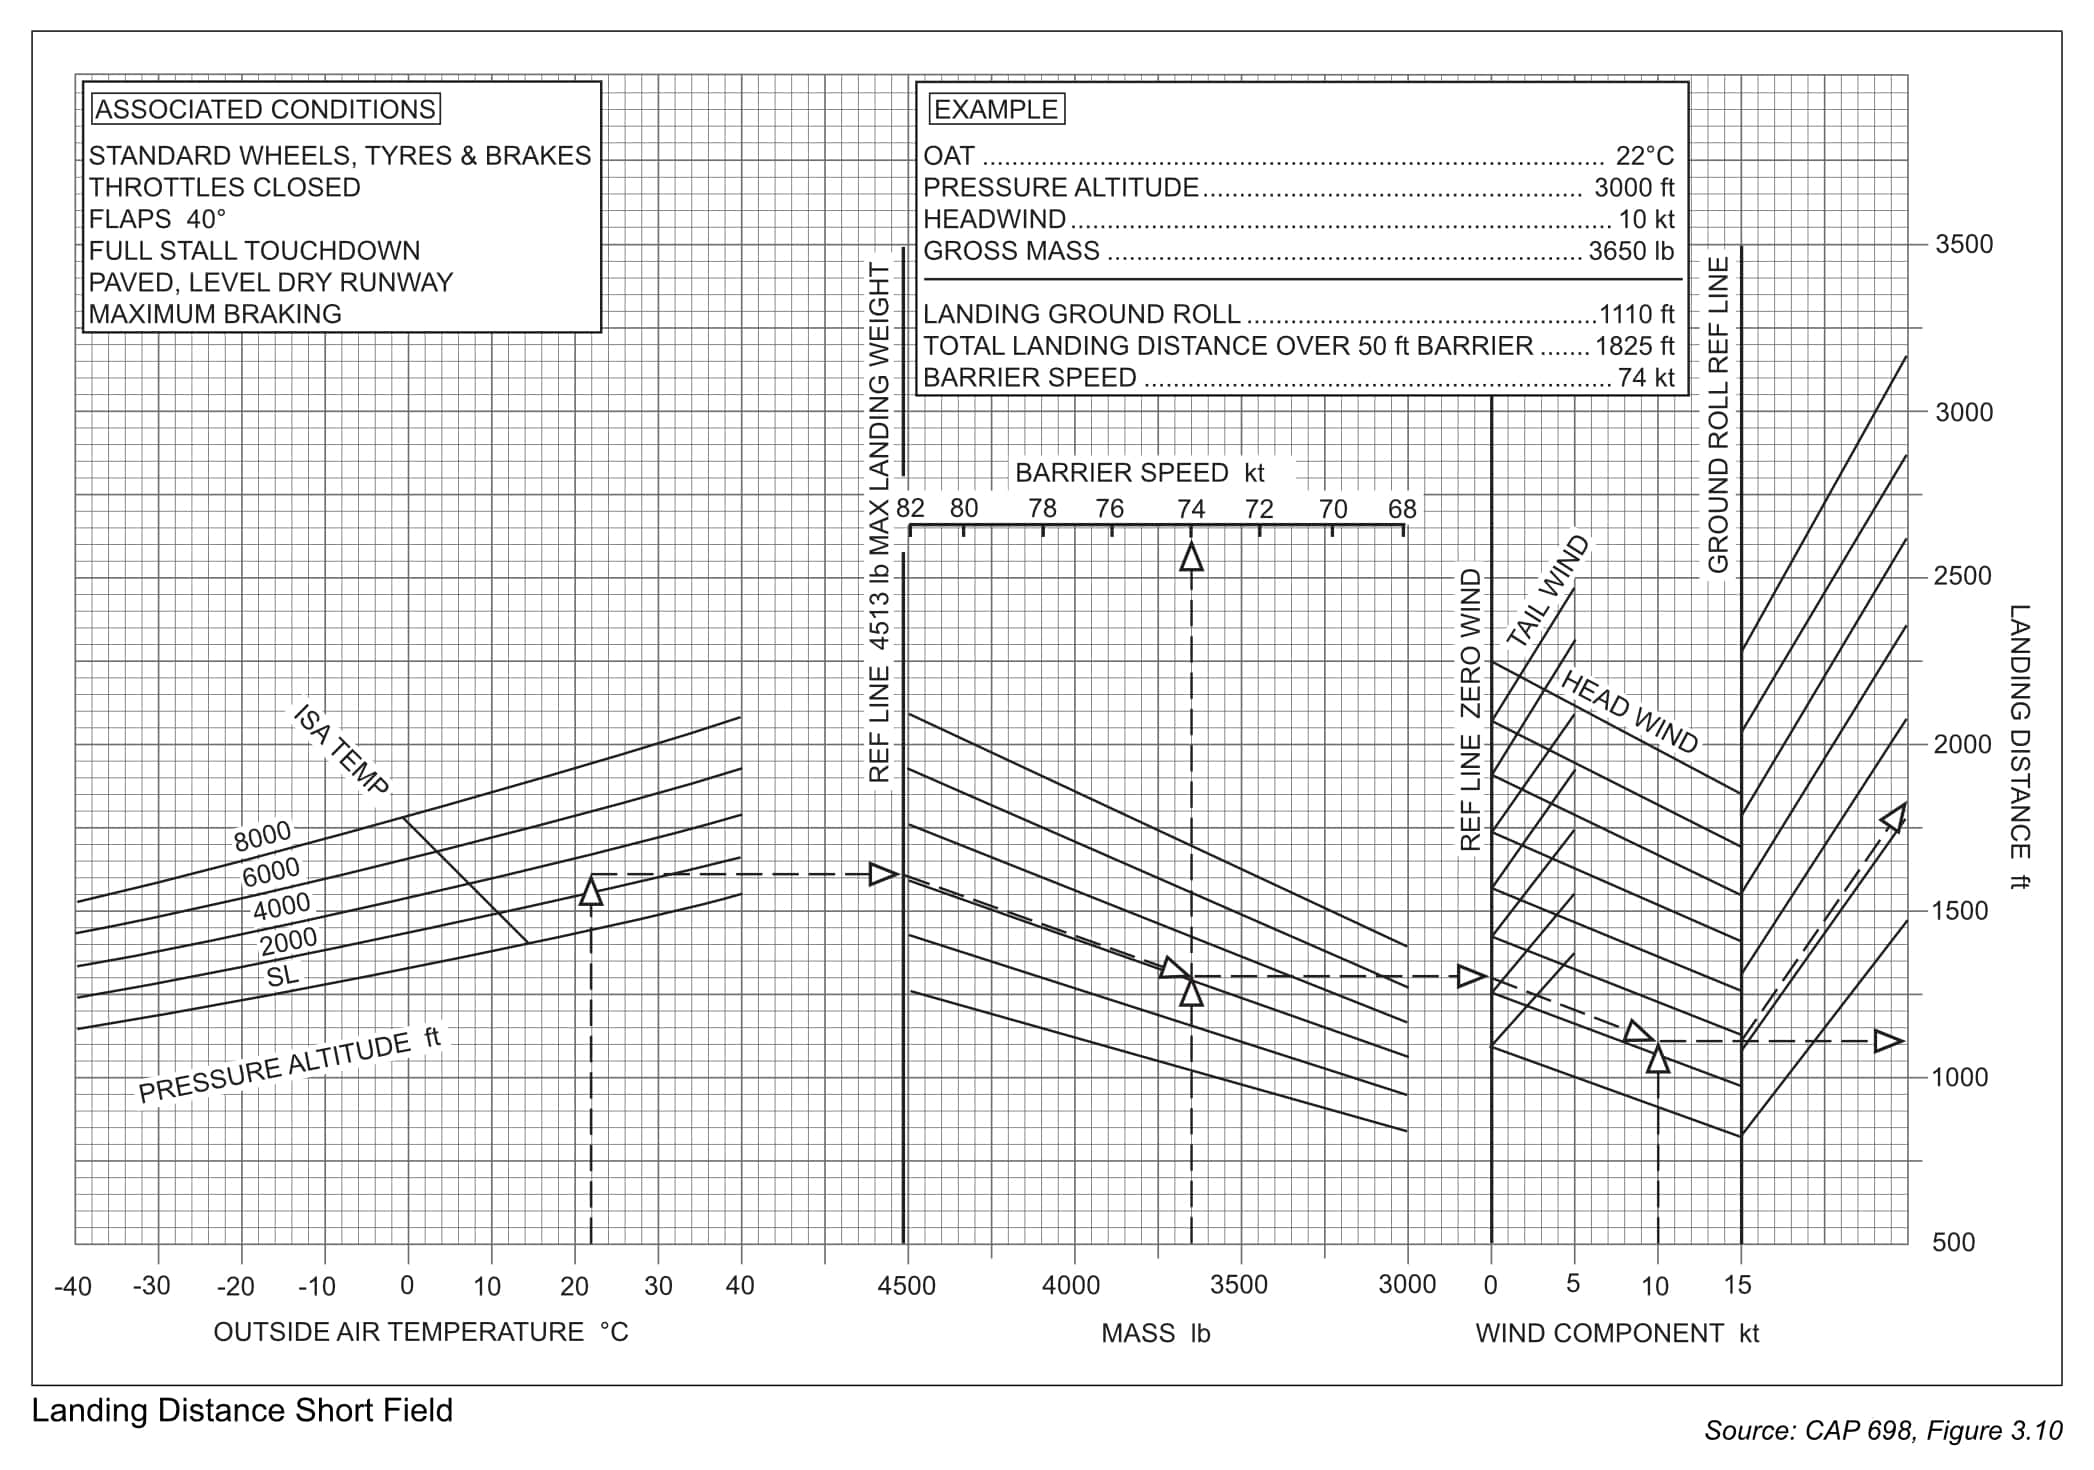 ASSOCIATED CONDITIONS
STANDARD WHEELS, TYRES & BRAKES
THROTTLES CLOSED
FLAPS 40°
FULL STALL TOUCHDOWN
PAVED, LEVEL DRY RUNWAY
MAXIMUM BRAKING
EXAMPLE
OAT ........ 22°C
PRESSURE ALTITUDE ........ 3000 ft
HEADWIND ........ 10 kt
GROSS MASS ........ 3650 lb
LANDING GROUND ROLL ........ 1110 ft
TOTAL LANDING DISTANCE OVER 50 ft BARRIER ....... 1825 ft
BARRIER SPEED ........ 74 kt
REF LINE 4513 lb MAX LANDING WEIGHT
BARRIER SPEED kt
82 80 78 76 74 72 70 68
REF LINE ZERO WIND
TAIL WIND
HEAD WIND
GROUND ROLL REF LINE
3500
3000
2500
2000
1500
1000
500
LANDING DISTANCE ft
ISA TEMP
8000
6000
4000
2000
SL
PRESSURE ALTITUDE ft
-40 -30 -20 -10 0 10 20 30 40 4500 4000 3500 3000 0 5 10 15
OUTSIDE AIR TEMPERATURE °C
MASS lb
WIND COMPONENT kt
Landing Distance Short Field
Source: CAP 698, Figure 3.10